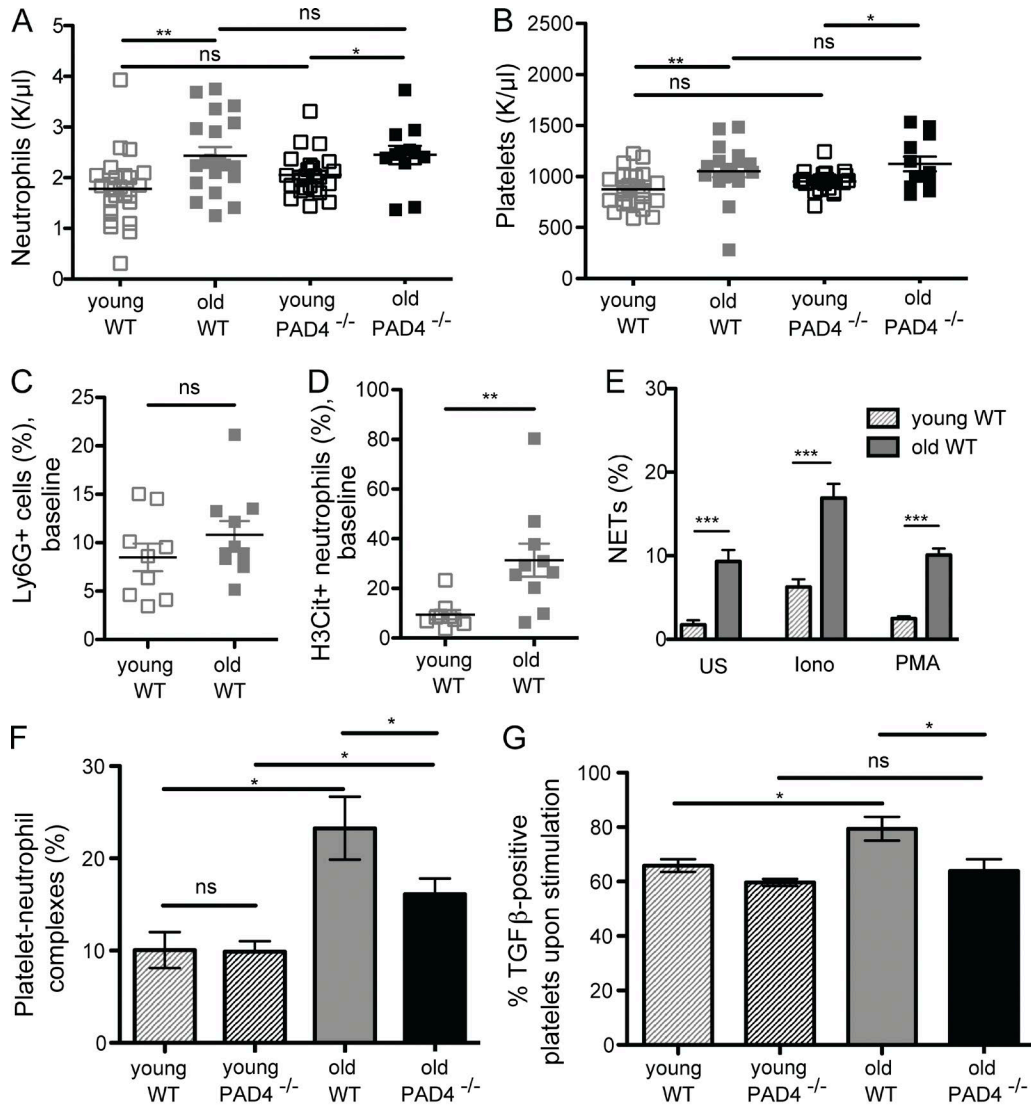 A
Neutrophils (K/µl)
5
4
3
2
1
0
ns
**
ns
*
young
WT
old
WT
young
PAD4 -/-
old
PAD4 -/-
B
Platelets (K/µl)
2500
2000
1500
1000
500
0
*
ns
**
ns
young
WT
old
WT
young
PAD4 -/-
old
PAD4 -/-
C
Ly6G+ cells (%),
baseline
25
20
15
10
5
0
ns
young
WT
old
WT
D
H3Cit+ neutrophils (%),
baseline
100
80
60
40
20
0
**
young
WT
old
WT
E
NETs (%)
30
20
10
0
young WT
old WT
***
***
***
US
Iono
PMA
F
Platelet-neutrophil
complexes (%)
30
20
10
0
*
*
*
ns
young
WT
young
PAD4 -/-
old
WT
old
PAD4 -/-
G
% TGFβ-positive
platelets upon stimulation
100
80
60
40
20
0
*
ns
*
young
WT
young
PAD4 -/-
old
WT
old
PAD4 -/-